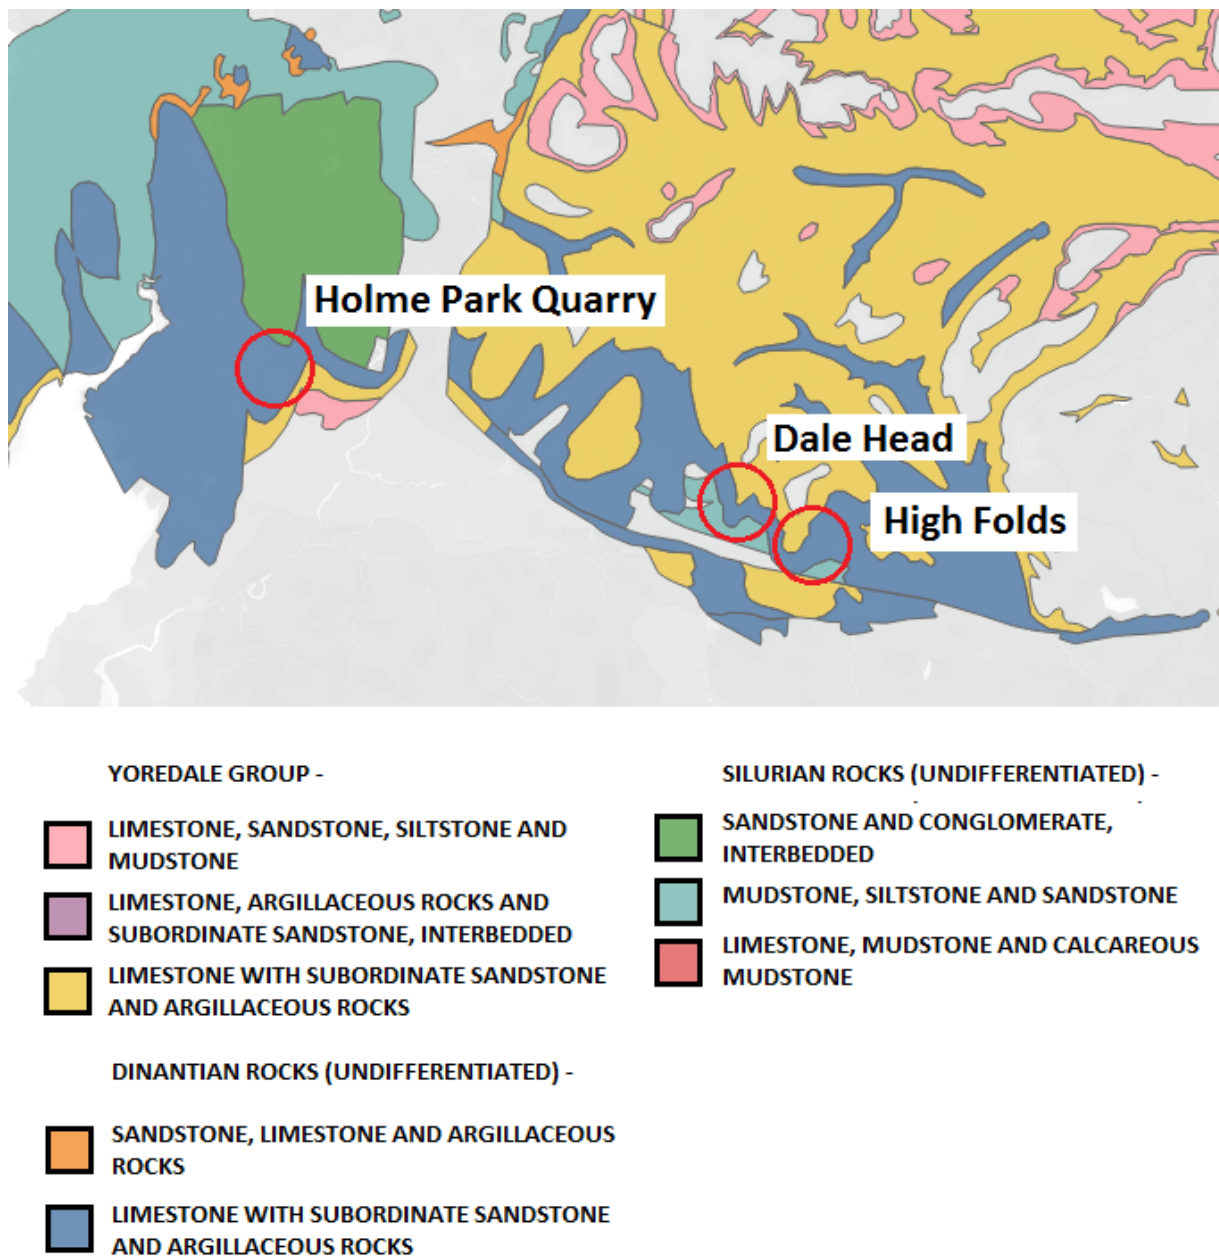 Holme Park Quarry
Dale Head
High Folds
YOREDALE GROUP -
LIMESTONE, SANDSTONE, SILTSTONE AND
MUDSTONE
LIMESTONE, ARGILLACEOUS ROCKS AND
SUBORDINATE SANDSTONE, INTERBEDDED
LIMESTONE WITH SUBORDINATE SANDSTONE
AND ARGILLACEOUS ROCKS
DINANTIAN ROCKS (UNDIFFERENTIATED) -
SANDSTONE, LIMESTONE AND ARGILLACEOUS
ROCKS
LIMESTONE WITH SUBORDINATE SANDSTONE
AND ARGILLACEOUS ROCKS
SILURIAN ROCKS (UNDIFFERENTIATED) -
SANDSTONE AND CONGLOMERATE,
INTERBEDDED
MUDSTONE, SILTSTONE AND SANDSTONE
LIMESTONE, MUDSTONE AND CALCAREOUS
MUDSTONE